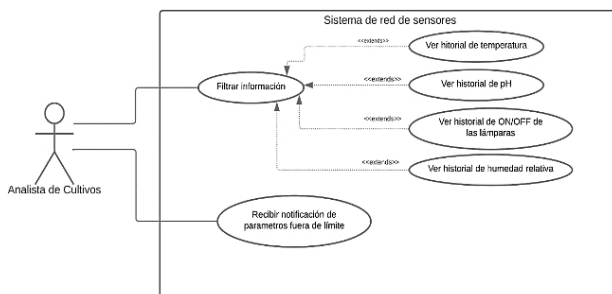 Sistema de red de sensores
<<extends>>
Ver hitorial de temperatura
Filtrar información
<<extends>>
Ver historial de pH
<<extends>>
Ver historial de ON/OFF de
las lámparas
<<extends>>
Ver historial de humedad relativa
Analista de Cultivos
Recibir notificación de
parametros fuera de límite